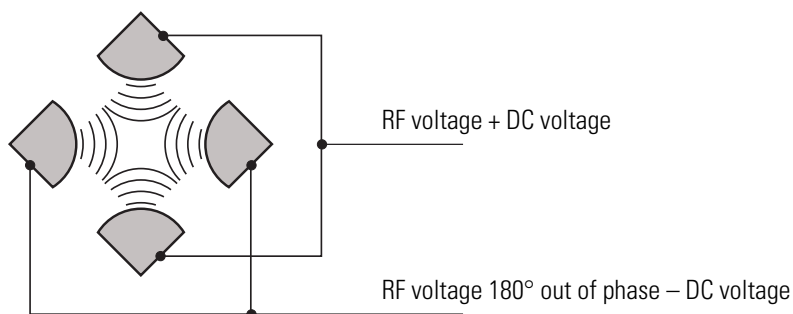 RF voltage + DC voltage
RF voltage 180° out of phase – DC voltage